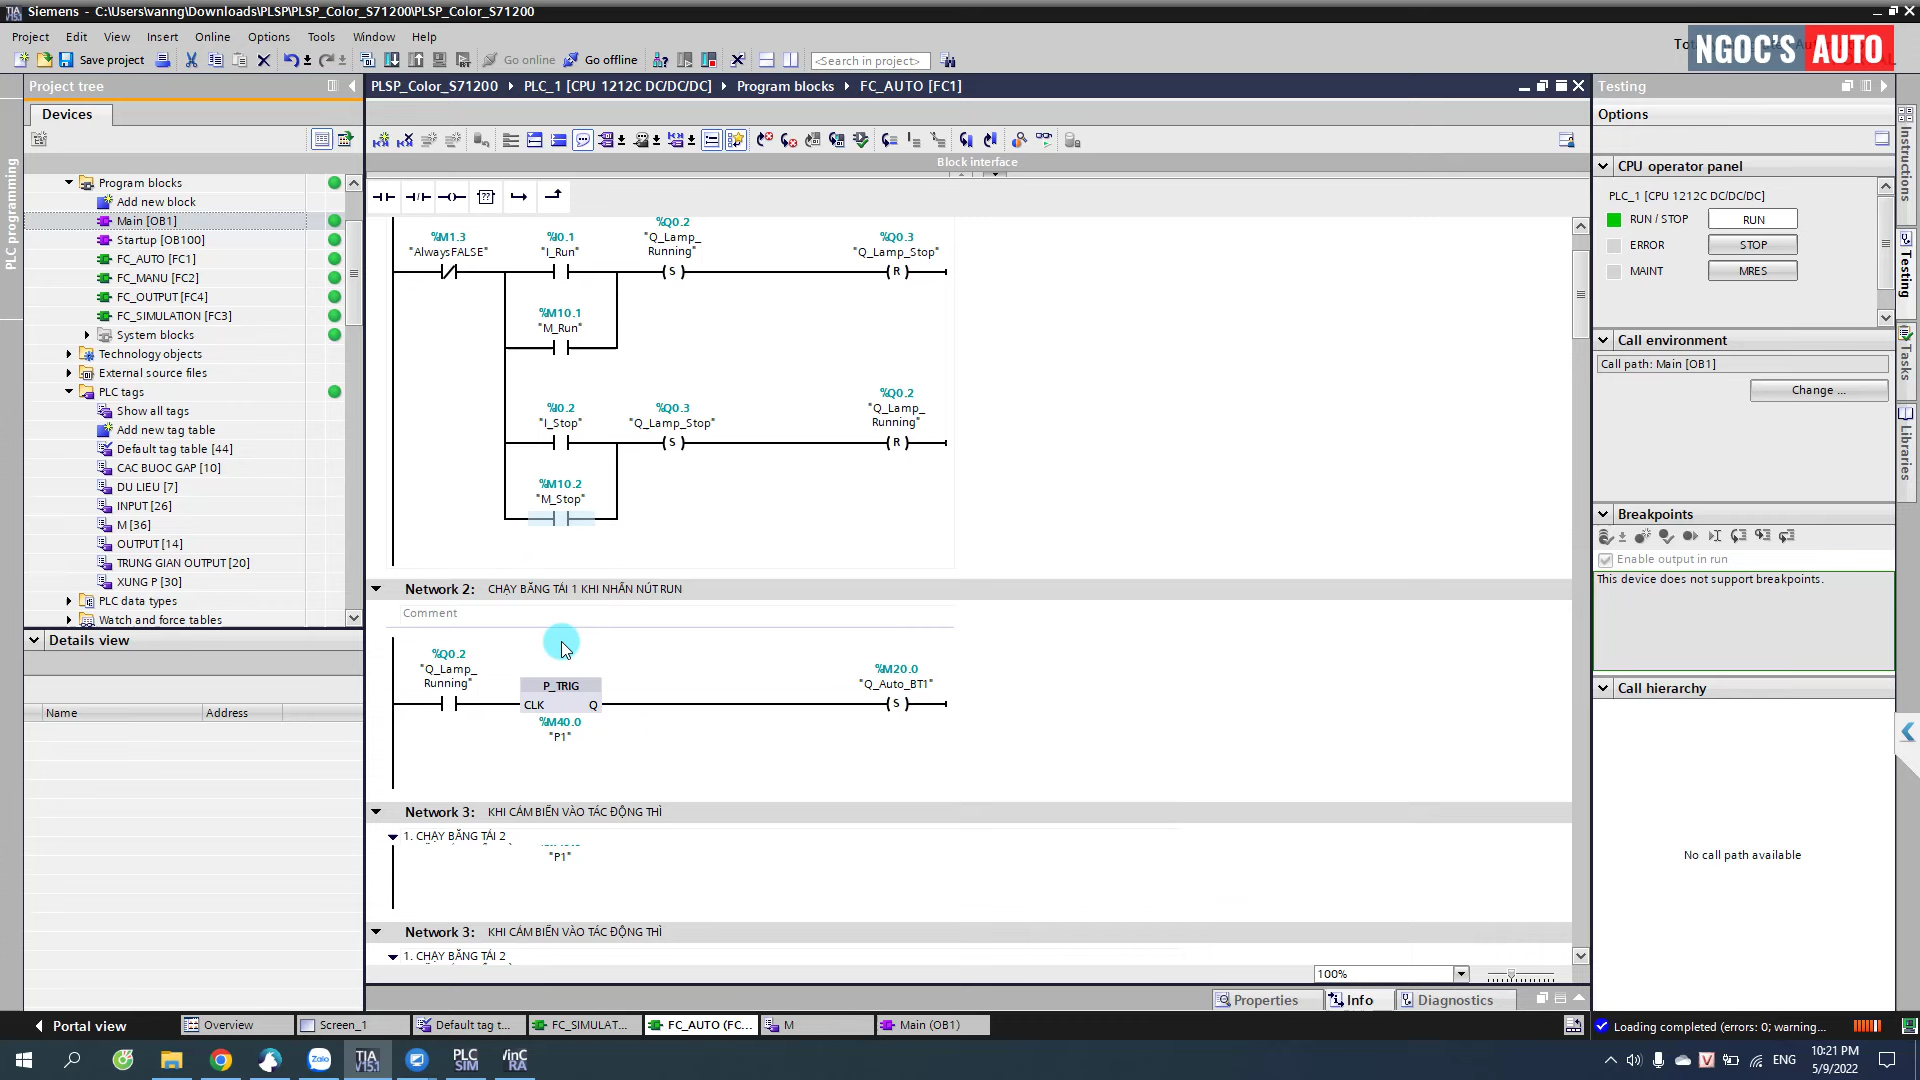 Siemens - C:\Users\vanng\Downloads\PLSP\PLSP_Color_S71200\PLSP_Color_S71200
Project Edit View Insert Online Options Tools Window Help
NGOC'S AUTO
Save project
Go online
Go offline
<Search in project>
Project tree
PLSP_Color_S71200 PLC_1 [CPU 1212C DC/DC/DC] Program blocks FC_AUTO [FC1]
Testing
Devices
Options
Block interface
PLC programming
Program blocks
Add new block
Main [OB1]
Startup [OB100]
FC_AUTO [FC1]
FC_MANU [FC2]
FC_OUTPUT [FC4]
FC_SIMULATION [FC3]
System blocks
Technology objects
External source files
PLC tags
Show all tags
Add new tag table
Default tag table [44]
CAC BUOC GAP [10]
DU LIEU [7]
INPUT [26]
M [36]
OUTPUT [14]
TRUNG GIAN OUTPUT [20]
XUNG P [30]
PLC data types
Watch and force tables
Details view
Name Address
%M1.3
"AlwaysFALSE"
%I0.1
"I_Run"
%Q0.2
"Q_Lamp_
Running"
S
%Q0.3
"Q_Lamp_Stop"
R
%M10.1
"M_Run"
%I0.2
"I_Stop"
%Q0.3
"Q_Lamp_Stop"
S
%Q0.2
"Q_Lamp_
Running"
R
%M10.2
"M_Stop"
Network 2: CHẠY BĂNG TẢI 1 KHI NHẤN NÚT RUN
Comment
%Q0.2
"Q_Lamp_
Running"
P_TRIG
CLK Q
%M40.0
"P1"
%M20.0
"Q_Auto_BT1"
S
Network 3: KHI CẢM BIẾN VÀO TÁC ĐỘNG THÌ
1. CHẠY BĂNG TẢI 2
"P1"
Network 3: KHI CẢM BIẾN VÀO TÁC ĐỘNG THÌ
1. CHẠY BĂNG TẢI 2
100%
Properties Info Diagnostics
CPU operator panel
PLC_1 [CPU 1212C DC/DC/DC]
RUN / STOP RUN
ERROR STOP
MAINT MRES
Call environment
Call path: Main [OB1]
Change ...
Breakpoints
Enable output in run
This device does not support breakpoints.
Call hierarchy
No call path available
Instructions
Testing
Tasks
Libraries
Portal view Overview Screen_1 Default tag t... FC_SIMULAT... FC_AUTO (FC... M Main (OB1)
Loading completed (errors: 0; warning...
Zalo
TIA
V15.1
PLC
SIM
inC
RA
ENG
10:21 PM
5/9/2022